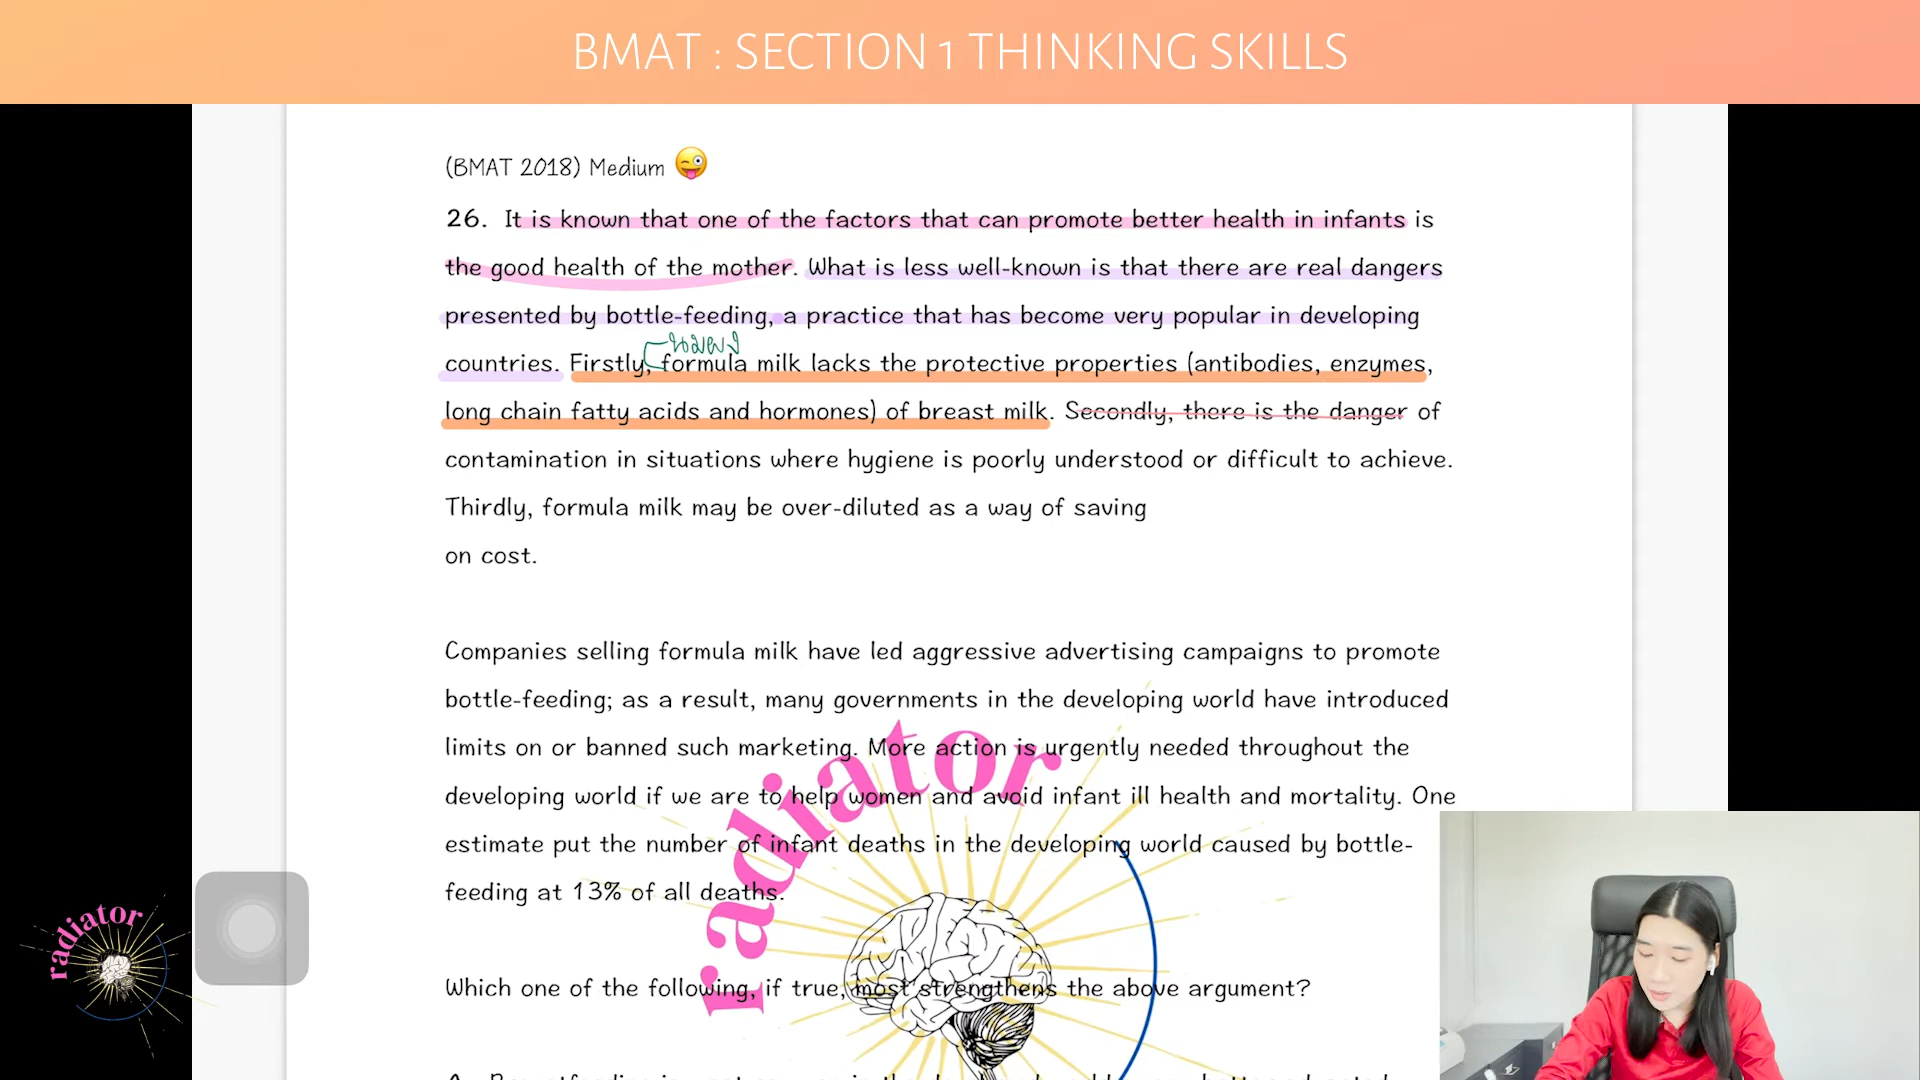 BMAT : SECTION 1 THINKING SKILLS
(BMAT 2018) Medium 😜
26. It is known that one of the factors that can promote better health in infants is
the good health of the mother. What is less well-known is that there are real dangers
presented by bottle-feeding, a practice that has become very popular in developing
นมผง
countries. Firstly, formula milk lacks the protective properties (antibodies, enzymes,
long chain fatty acids and hormones) of breast milk. Secondly, there is the danger of
contamination in situations where hygiene is poorly understood or difficult to achieve.
Thirdly, formula milk may be over-diluted as a way of saving
on cost.
Companies selling formula milk have led aggressive advertising campaigns to promote
bottle-feeding; as a result, many governments in the developing world have introduced
limits on or banned such marketing. More action is urgently needed throughout the
developing world if we are to help women and avoid infant ill health and mortality. One
estimate put the number of infant deaths in the developing world caused by bottle-
feeding at 13% of all deaths.
Which one of the following, if true, most strengthens the above argument?
radiator
radiator